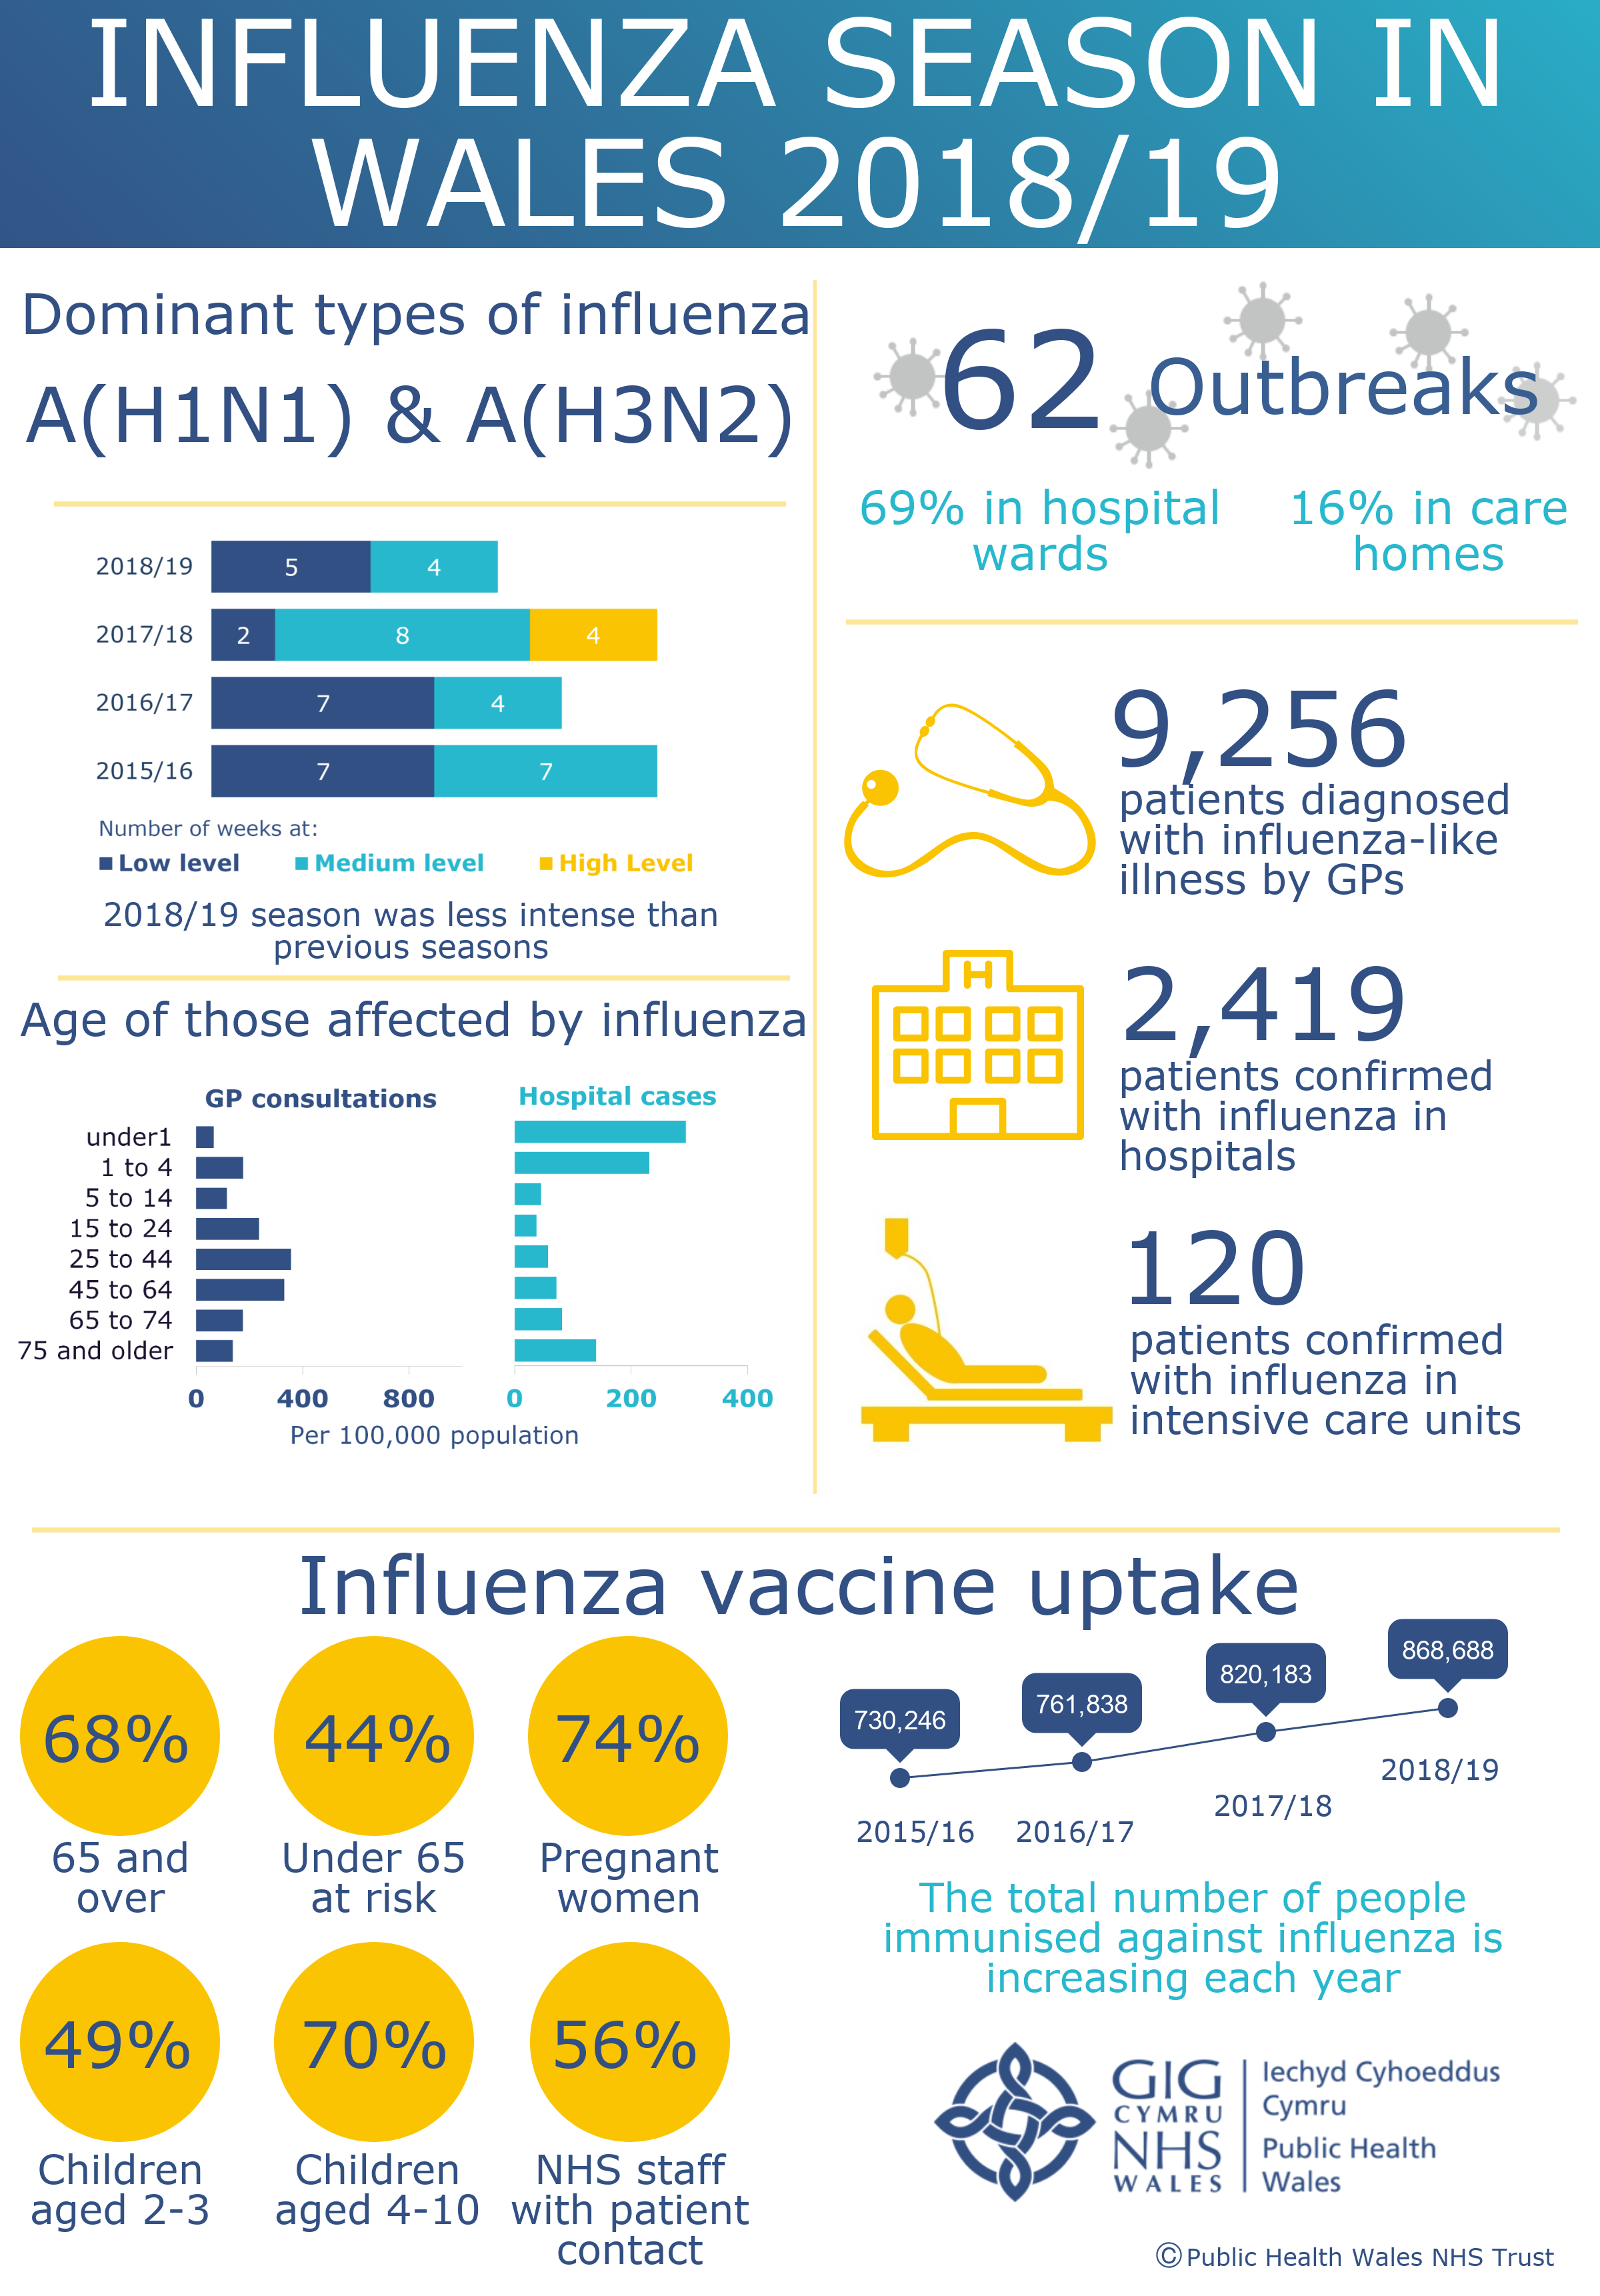 INFLUENZA SEASON IN
WALES 2018/19
Dominant types of influenza
A(H1N1) & A(H3N2)
2018/19 5 4
2017/18 2 8 4
2016/17 7 4
2015/16 7 7
Number of weeks at:
Low level Medium level High Level
2018/19 season was less intense than
previous seasons
Age of those affected by influenza
GP consultations Hospital cases
under1
1 to 4
5 to 14
15 to 24
25 to 44
45 to 64
65 to 74
75 and older
0 400 800 0 200 400
Per 100,000 population
62 Outbreaks
69% in hospital
wards
16% in care
homes
9,256
patients diagnosed
with influenza-like
illness by GPs
H
2,419
patients confirmed
with influenza in
hospitals
120
patients confirmed
with influenza in
intensive care units
Influenza vaccine uptake
68%
65 and
over
44%
Under 65
at risk
74%
Pregnant
women
49%
Children
aged 2-3
70%
Children
aged 4-10
56%
NHS staff
with patient
contact
730,246 761,838 820,183 868,688
2015/16 2016/17 2017/18 2018/19
The total number of people
immunised against influenza is
increasing each year
GIG
CYMRU
NHS
WALES
Iechyd Cyhoeddus
Cymru
Public Health
Wales
©Public Health Wales NHS Trust